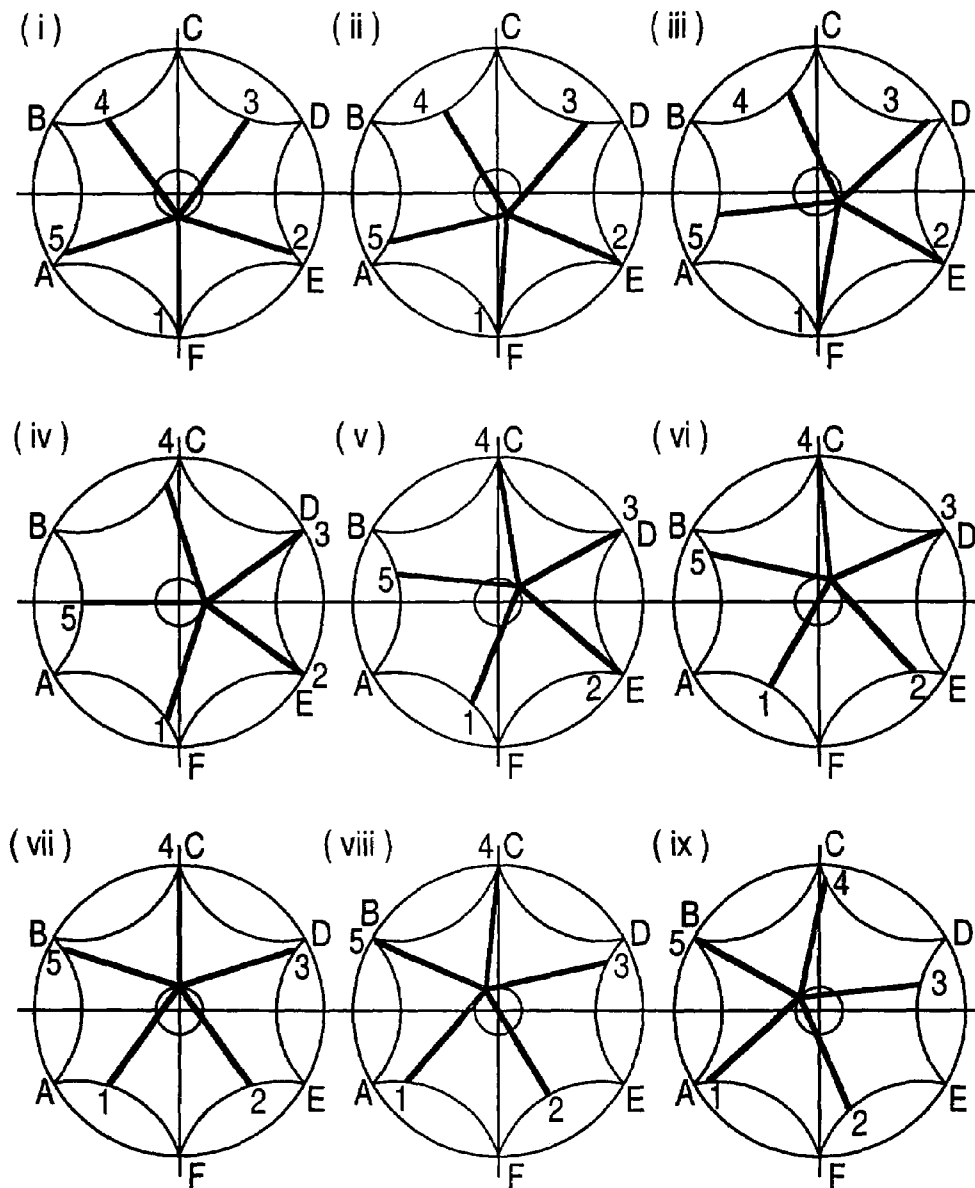 (i) C
4 3
B D
5 2
A E
1
F
(ii) C
4 3
B D
5 2
A E
1
F
(iii) C
4 3
B D
5 2
A E
1
F
(iv) 4 C
B D
3
5
A 2
E
1
F
(v) 4 C
3
B D
5
A 2 E
1
F
(vi) 4 C
3
B D
5
A E
1 2
F
(vii) 4 C
B D
5 3
A E
1 2
F
(viii) 4 C
B D
5 3
A E
1 2
F
(ix) C
4
B D
5
3
A 1 E
2
F